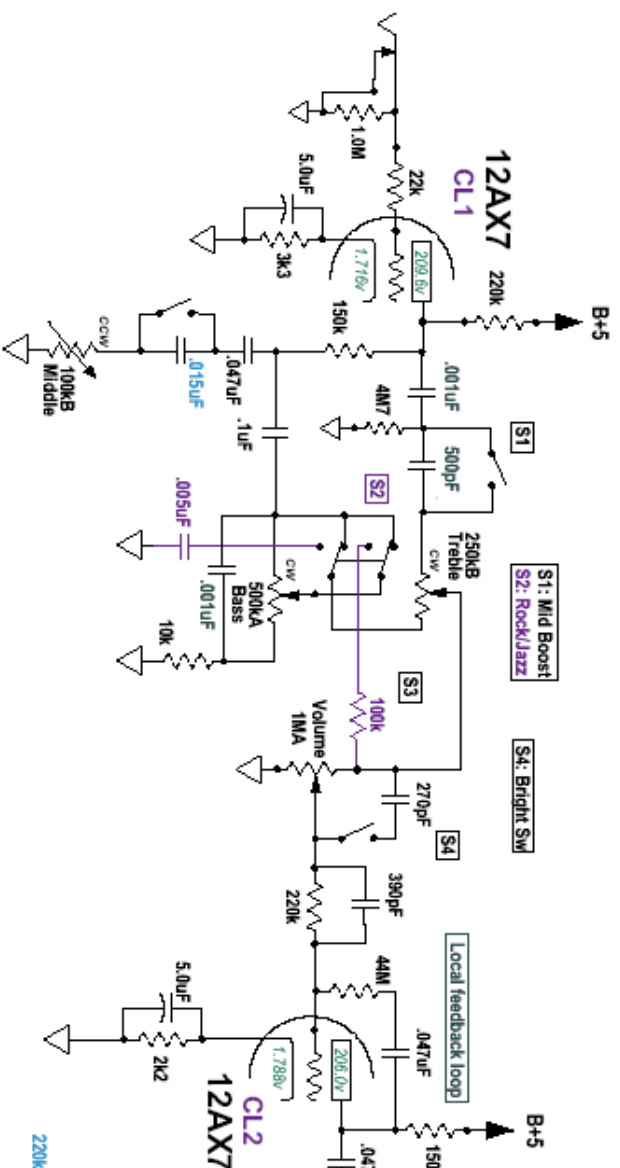 B+5
12AX7
CL1
220k
22k
1.0M
209.6v
1.716v
5.0uF
3k3
150k
.001uF
4M7
500pF
S1
.047uF
.015uF
.1uF
ccw
100kB
Middle
S2
.005uF
250kB
Treble
cw
cw
500kA
Bass
.001uF
10k
S1: Mid Boost
S2: Rock/Jazz
S3
100k
Volume
1MA
S4: Bright Sw
270pF
S4
390pF
220k
Local feedback loop
44M
.047uF
B+5
150
.04
206.0v
1.788v
5.0uF
2k2
CL2
12AX7
220k